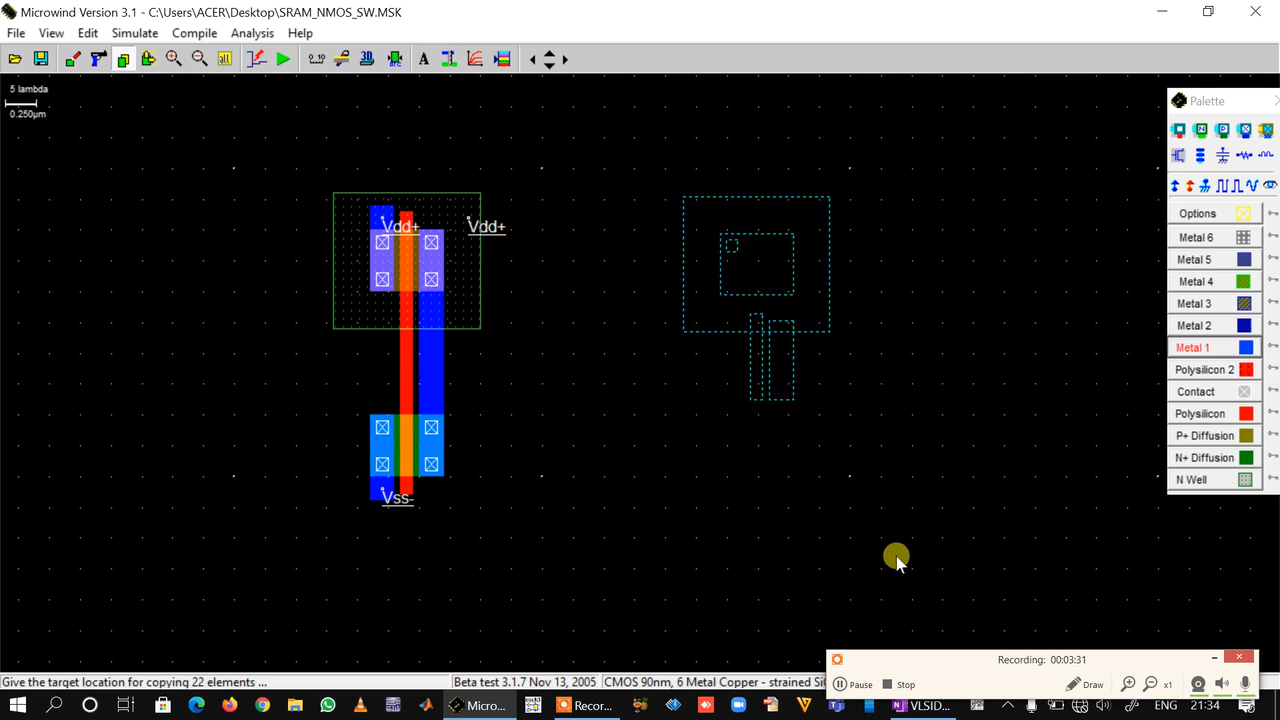 Microwind Version 3.1 - C:\Users\ACER\Desktop\SRAM_NMOS_SW.MSK
File View Edit Simulate Compile Analysis Help
5 lambda
0.250µm
Palette
Vdd+ Vdd+
Vss-
Options
Metal 6
Metal 5
Metal 4
Metal 3
Metal 2
Metal 1
Polysilicon 2
Contact
Polysilicon
P+ Diffusion
N+ Diffusion
N Well
Recording: 00:03:31
Pause Stop Draw x1
Give the target location for copying 22 elements ... Beta test 3.1.7 Nov 13, 2005 CMOS 90nm, 6 Metal Copper - strained
Micro... Recor... VLSID... 21:34